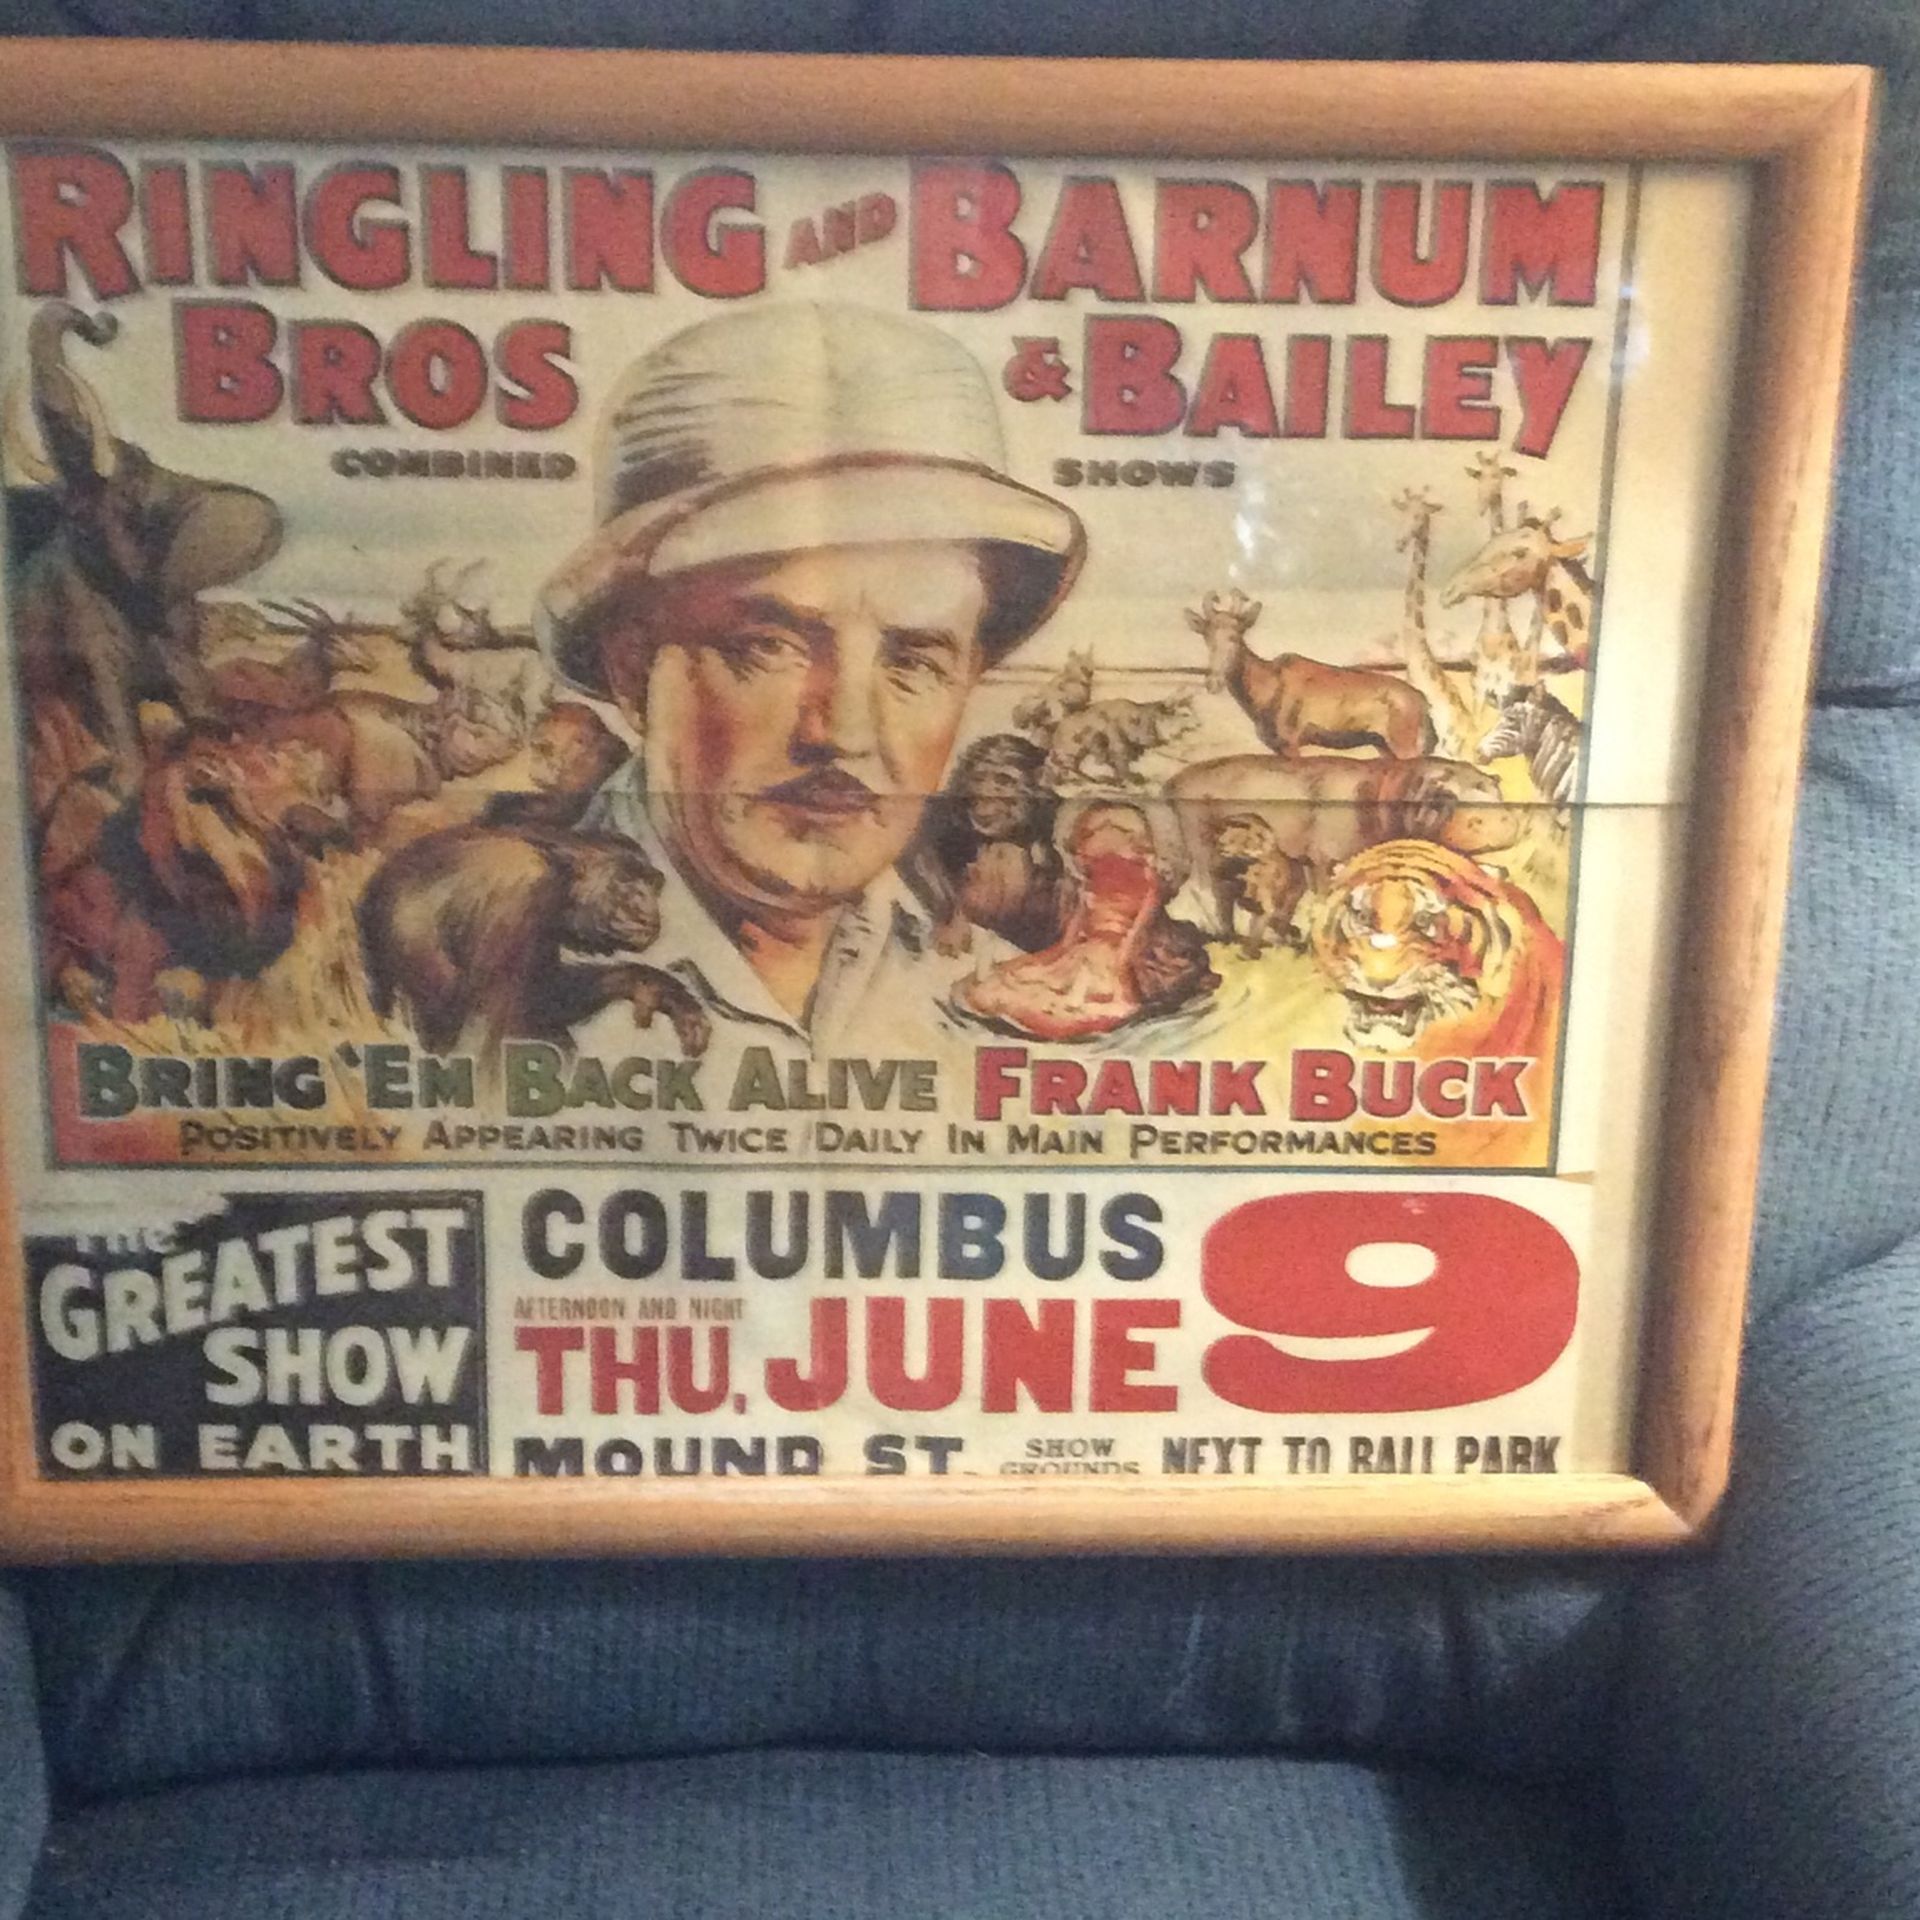 RINGLING AND BARNUM
BROS & BAILEY
COMBINED SHOWS
BRING 'EM BACK ALIVE FRANK BUCK
POSITIVELY APPEARING TWICE DAILY IN MAIN PERFORMANCES
The
GREATEST
SHOW
ON EARTH
COLUMBUS
AFTERNOON AND NIGHT
THU. JUNE 9
MOUND ST. SHOW GROUNDS NEXT TO BALL PARK